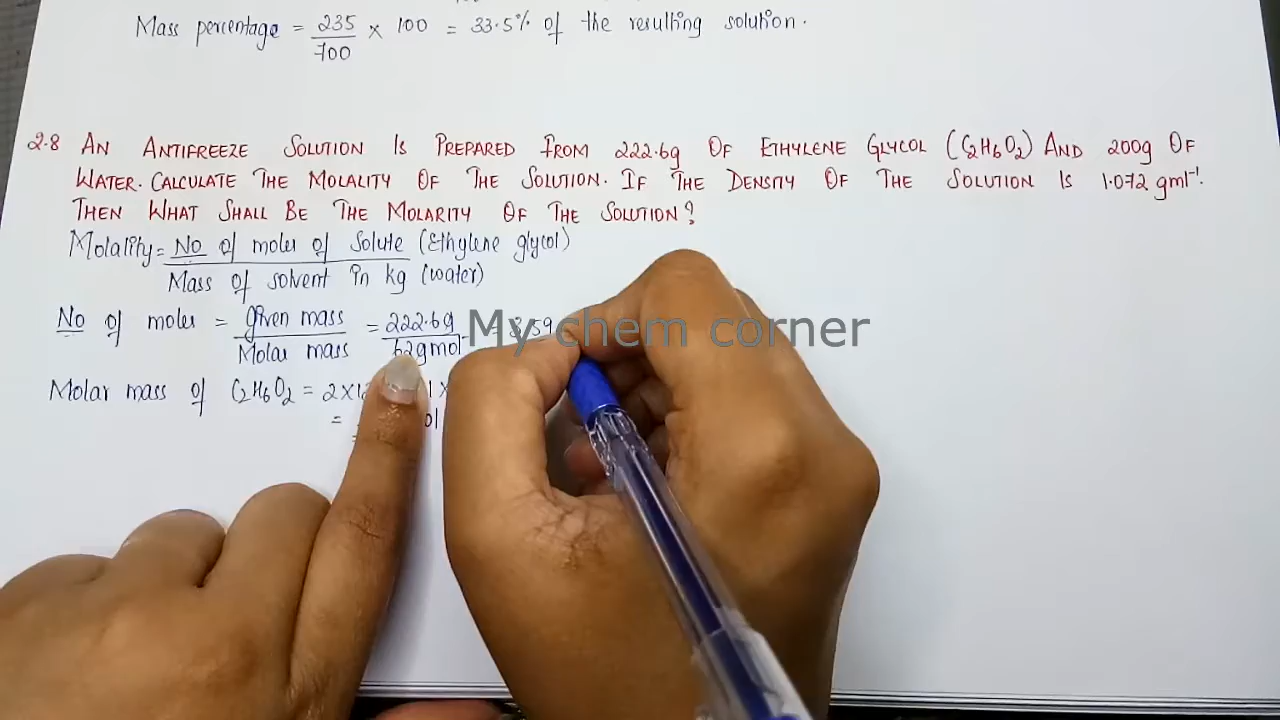 Mass percentage = 235/700 × 100 = 33.5% of the resulting solution.
2.8 AN ANTIFREEZE SOLUTION IS PREPARED FROM 222.6g OF ETHYLENE GLYCOL (C2H6O2) AND 200g OF
WATER. CALCULATE THE MOLALITY OF THE SOLUTION. IF THE DENSITY OF THE SOLUTION IS 1.072 gml⁻¹.
THEN WHAT SHALL BE THE MOLARITY OF THE SOLUTION?
Molality = No of moles of solute (Ethylene glycol)
Mass of solvent in kg (water)
No of moles = given mass = 222.6g = 3.59
Molar mass 62gmol
My chem corner
Molar mass of C2H6O2 = 2×12
=